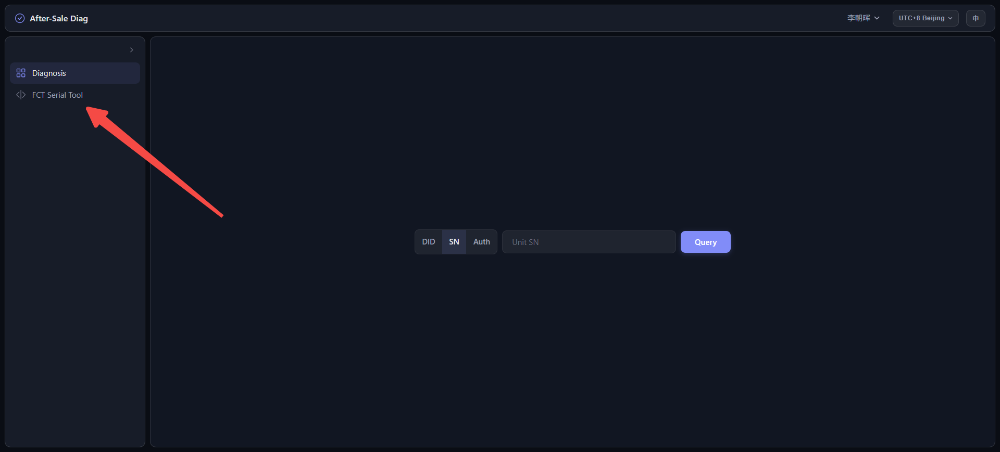 After-Sale Diag
李朝晖
UTC+8 Beijing
中
Diagnosis
FCT Serial Tool
DID
SN
Auth
Unit SN
Query